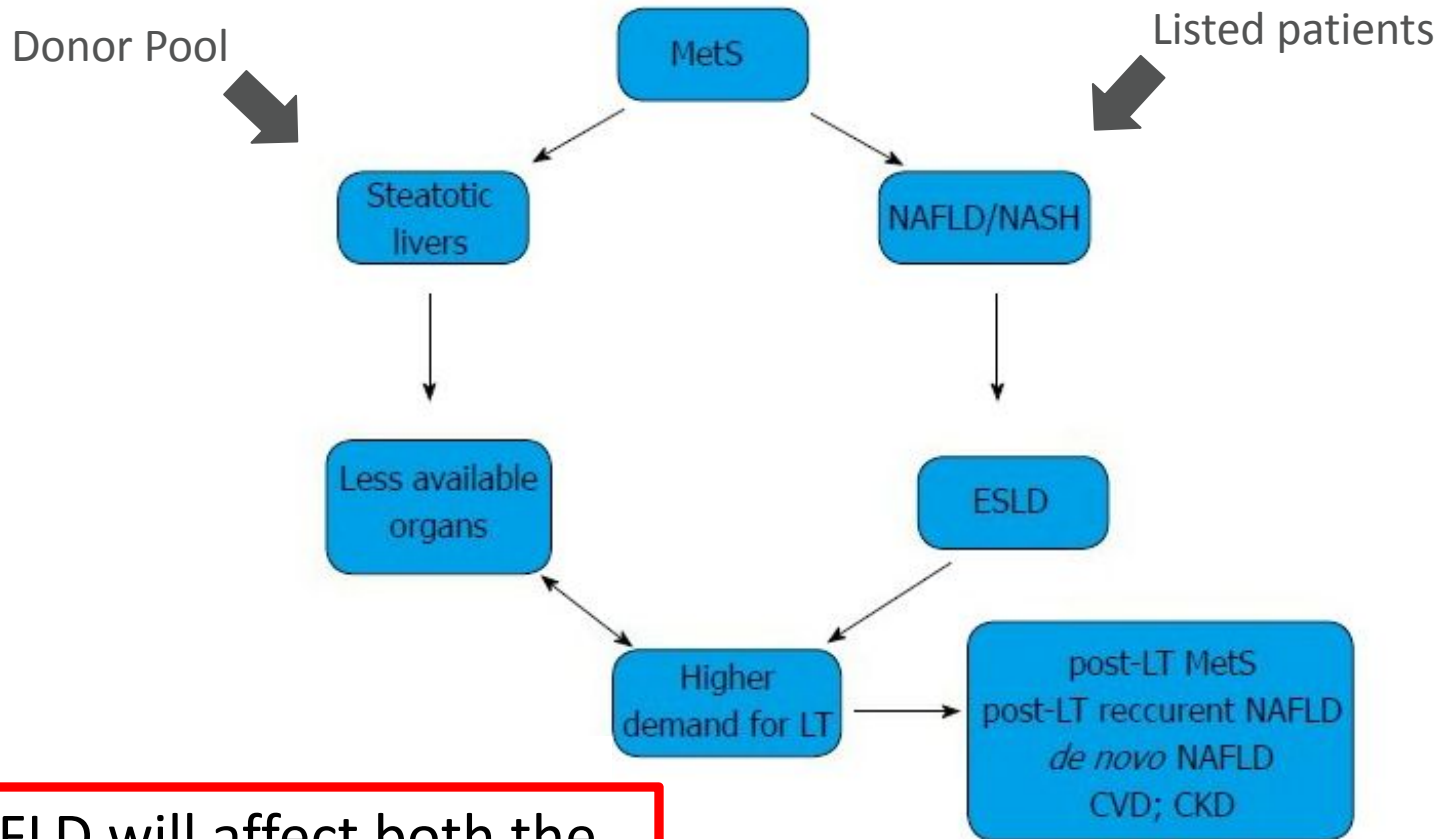 Donor Pool
Listed patients
MetS
Steatotic
livers
NAFLD/NASH
Less available
organs
ESLD
Higher
demand for LT
post-LT MetS
post-LT reccurent NAFLD
de novo NAFLD
CVD; CKD
FLD will affect both the